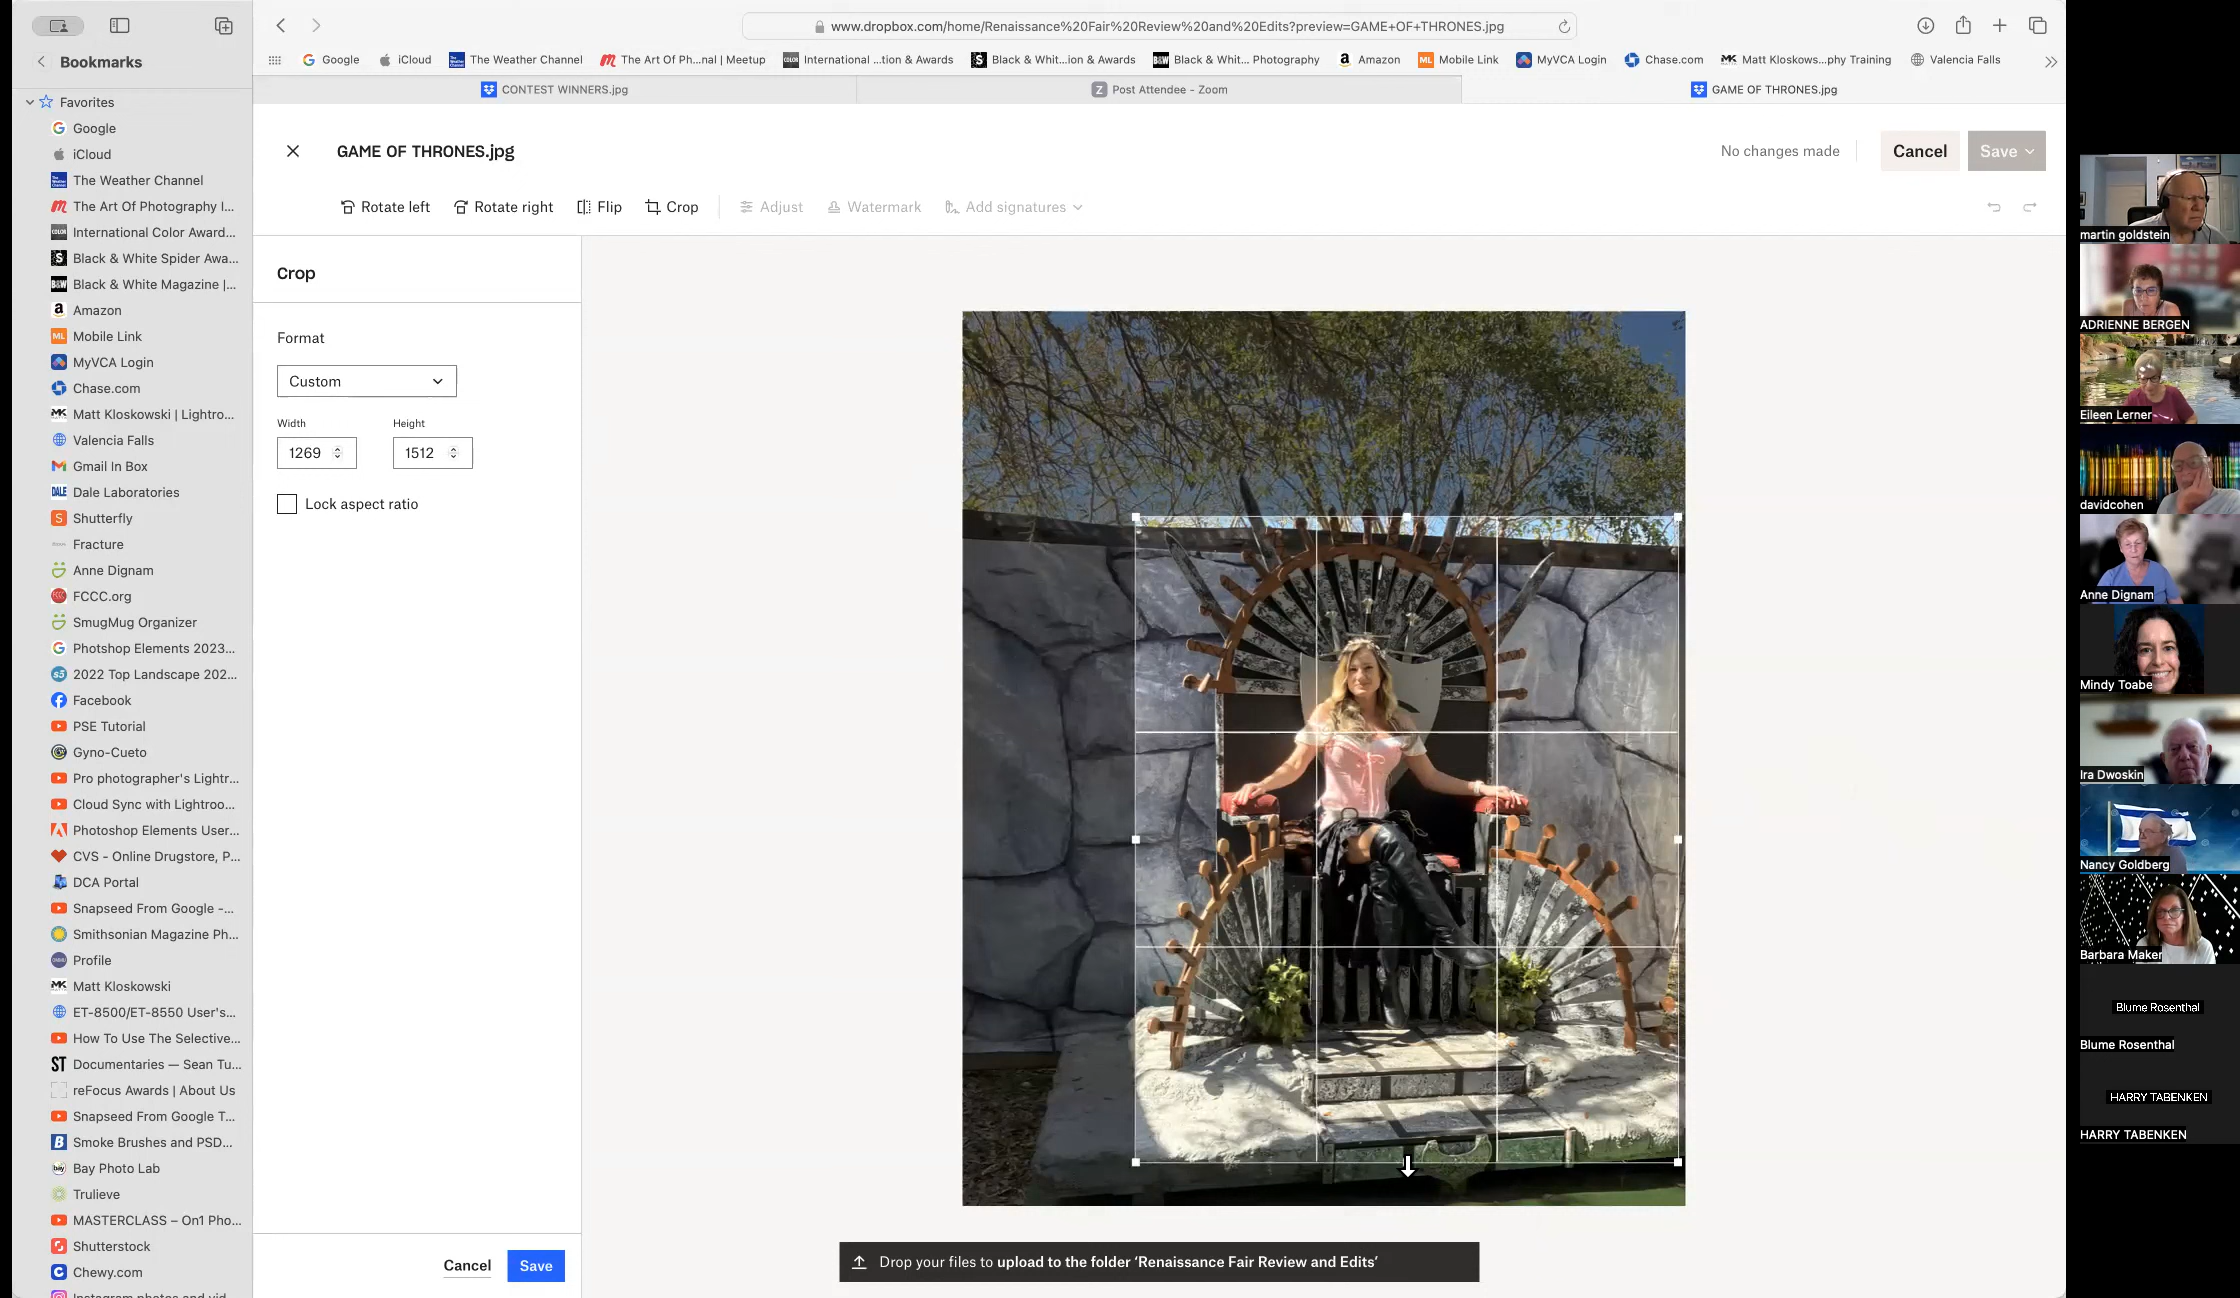 www.dropbox.com/home/Renaissance%20Fair%20Review%20and%20Edits?preview=GAME+OF+THRONES.jpg
Bookmarks
Google
iCloud
The Weather Channel
The Art Of Ph...nal | Meetup
International ...tion & Awards
Black & Whit...ion & Awards
Black & Whit... Photography
Amazon
Mobile Link
MyVCA Login
Chase.com
Matt Kloskows...phy Training
Valencia Falls
CONTEST WINNERS.jpg
Post Attendee - Zoom
GAME OF THRONES.jpg
Favorites
Google
iCloud
The Weather Channel
The Art Of Photography I...
International Color Award...
Black & White Spider Awa...
Black & White Magazine |...
Amazon
Mobile Link
MyVCA Login
Chase.com
Matt Kloskowski | Lightro...
Valencia Falls
Gmail In Box
Dale Laboratories
Shutterfly
Fracture
Anne Dignam
FCCC.org
SmugMug Organizer
Photshop Elements 2023...
2022 Top Landscape 202...
Facebook
PSE Tutorial
Gyno-Cueto
Pro photographer's Lightr...
Cloud Sync with Lightroo...
Photoshop Elements User...
CVS - Online Drugstore, P...
DCA Portal
Snapseed From Google -...
Smithsonian Magazine Ph...
Profile
Matt Kloskowski
ET-8500/ET-8550 User's...
How To Use The Selective...
Documentaries — Sean Tu...
reFocus Awards | About Us
Snapseed From Google T...
Smoke Brushes and PSD...
Bay Photo Lab
Trulieve
MASTERCLASS – On1 Pho...
Shutterstock
Chewy.com
GAME OF THRONES.jpg
No changes made
Cancel
Save
Rotate left
Rotate right
Flip
Crop
Adjust
Watermark
Add signatures
Crop
Format
Custom
Width
Height
1269
1512
Lock aspect ratio
Cancel
Save
Drop your files to upload to the folder ‘Renaissance Fair Review and Edits’
martin goldstein
ADRIENNE BERGEN
Eileen Lerner
davidcohen
Anne Dignam
Mindy Toabe
Ira Dwoskin
Nancy Goldberg
Barbara Maker
Blume Rosenthal
Blume Rosenthal
HARRY TABENKEN
HARRY TABENKEN